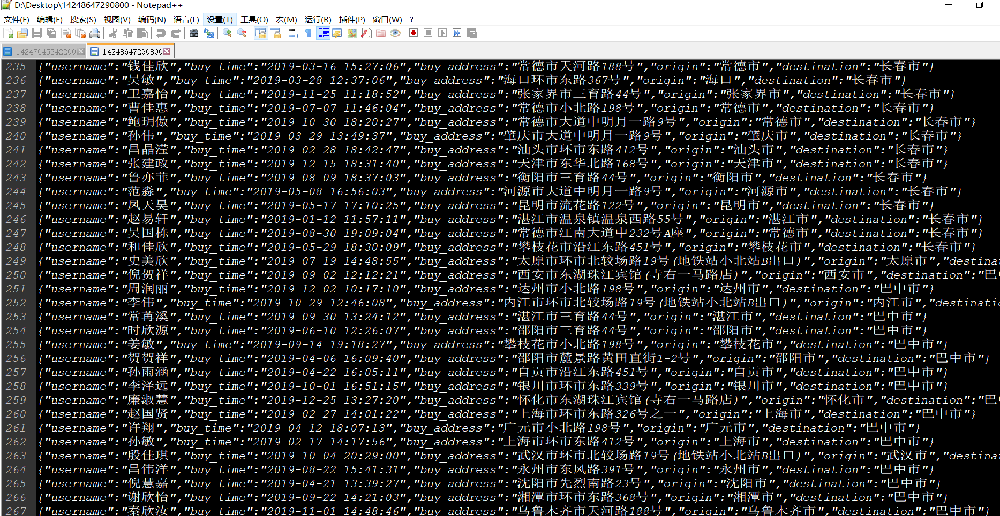 D:\Desktop\14248647290800 - Notepad++
文件(F) 编辑(E) 搜索(S) 视图(V) 编码(N) 语言(L) 设置(T) 工具(O) 宏(M) 运行(R) 插件(P) 窗口(W) ?
14247645242200 14248647290800
235 {"username":"钱佳欣","buy_time":"2019-03-16 15:27:06","buy_address":"常德市天河路188号","origin":"常德市","destination":"长春市"}
236 {"username":"吴敏","buy_time":"2019-03-28 12:37:06","buy_address":"海口环市东路367号","origin":"海口","destination":"长春市"}
237 {"username":"卫嘉怡","buy_time":"2019-11-25 11:18:52","buy_address":"张家界市三育路44号","origin":"张家界市","destination":"长春市"}
238 {"username":"曹佳惠","buy_time":"2019-07-07 11:46:04","buy_address":"常德市小北路198号","origin":"常德市","destination":"长春市"}
239 {"username":"鲍玥傲","buy_time":"2019-10-30 18:20:27","buy_address":"常德市大道中明月一路9号","origin":"常德市","destination":"长春市"}
240 {"username":"孙伟","buy_time":"2019-03-29 13:49:37","buy_address":"肇庆市大道中明月一路9号","origin":"肇庆市","destination":"长春市"}
241 {"username":"昌晶滢","buy_time":"2019-02-28 18:42:47","buy_address":"汕头市环市东路412号","origin":"汕头市","destination":"长春市"}
242 {"username":"张建政","buy_time":"2019-12-15 18:31:40","buy_address":"天津市东华北路168号","origin":"天津市","destination":"长春市"}
243 {"username":"鲁亦菲","buy_time":"2019-08-09 18:37:03","buy_address":"衡阳市三育路44号","origin":"衡阳市","destination":"长春市"}
244 {"username":"范淼","buy_time":"2019-05-08 16:56:03","buy_address":"河源市大道中明月一路9号","origin":"河源市","destination":"长春市"}
245 {"username":"凤天昊","buy_time":"2019-05-17 17:10:25","buy_address":"昆明市流花路122号","origin":"昆明市","destination":"长春市"}
246 {"username":"赵易轩","buy_time":"2019-01-12 11:57:11","buy_address":"湛江市温泉镇温泉西路55号","origin":"湛江市","destination":"长春市"}
247 {"username":"吴国栋","buy_time":"2019-08-30 19:09:04","buy_address":"常德市江南大道中232号A座","origin":"常德市","destination":"长春市"}
248 {"username":"和佳欣","buy_time":"2019-05-29 18:30:09","buy_address":"攀枝花市沿江东路451号","origin":"攀枝花市","destination":"长春市"}
249 {"username":"史美欣","buy_time":"2019-07-19 14:48:55","buy_address":"太原市环市北较场路19号(地铁站小北站B出口)","origin":"太原市","destinat
250 {"username":"倪贺祥","buy_time":"2019-09-02 12:12:21","buy_address":"西安市东湖珠江宾馆(寺右一马路店)","origin":"西安市","destination":"巴中
251 {"username":"周润丽","buy_time":"2019-12-02 10:17:10","buy_address":"达州市小北路198号","origin":"达州市","destination":"巴中市"}
252 {"username":"李伟","buy_time":"2019-10-29 12:46:08","buy_address":"内江市环市北较场路19号(地铁站小北站B出口)","origin":"内江市","destinatio
253 {"username":"常苒溪","buy_time":"2019-09-30 13:24:12","buy_address":"湛江市三育路44号","origin":"湛江市","destination":"巴中市"}
254 {"username":"时欣源","buy_time":"2019-06-10 12:26:07","buy_address":"邵阳市三育路44号","origin":"邵阳市","destination":"巴中市"}
255 {"username":"姜敏","buy_time":"2019-09-14 19:18:27","buy_address":"攀枝花市小北路198号","origin":"攀枝花市","destination":"巴中市"}
256 {"username":"贺贺祥","buy_time":"2019-04-06 16:09:40","buy_address":"邵阳市麓景路黄田直街1-2号","origin":"邵阳市","destination":"巴中市"}
257 {"username":"孙雨涵","buy_time":"2019-04-22 16:05:11","buy_address":"自贡市沿江东路451号","origin":"自贡市","destination":"巴中市"}
258 {"username":"李泽远","buy_time":"2019-10-01 16:51:15","buy_address":"银川市环市东路339号","origin":"银川市","destination":"巴中市"}
259 {"username":"廉淑慧","buy_time":"2019-12-25 13:27:20","buy_address":"怀化市东湖珠江宾馆(寺右一马路店)","origin":"怀化市","destination":"巴中
260 {"username":"赵国贤","buy_time":"2019-02-27 14:01:22","buy_address":"上海市环市东路326号之一","origin":"上海市","destination":"巴中市"}
261 {"username":"许翔","buy_time":"2019-04-12 18:07:13","buy_address":"广元市小北路198号","origin":"广元市","destination":"巴中市"}
262 {"username":"孙敏","buy_time":"2019-02-17 14:17:56","buy_address":"上海市环市东路412号","origin":"上海市","destination":"巴中市"}
263 {"username":"殷佳琪","buy_time":"2019-10-04 20:29:00","buy_address":"武汉市环市北较场路19号(地铁站小北站B出口)","origin":"武汉市","destinat
264 {"username":"昌伟洋","buy_time":"2019-08-22 15:41:31","buy_address":"永州市东风路391号","origin":"永州市","destination":"巴中市"}
265 {"username":"倪慧嘉","buy_time":"2019-04-21 13:39:27","buy_address":"沈阳市先烈南路23号","origin":"沈阳市","destination":"巴中市"}
266 {"username":"谢欣怡","buy_time":"2019-09-22 14:21:03","buy_address":"湘潭市环市东路368号","origin":"湘潭市","destination":"巴中市"}
267 {"username":"秦欣汝","buy_time":"2019-11-01 14:48:46","buy_address":"乌鲁木齐市天河路188号","origin":"乌鲁木齐市","destination":"巴中市"}